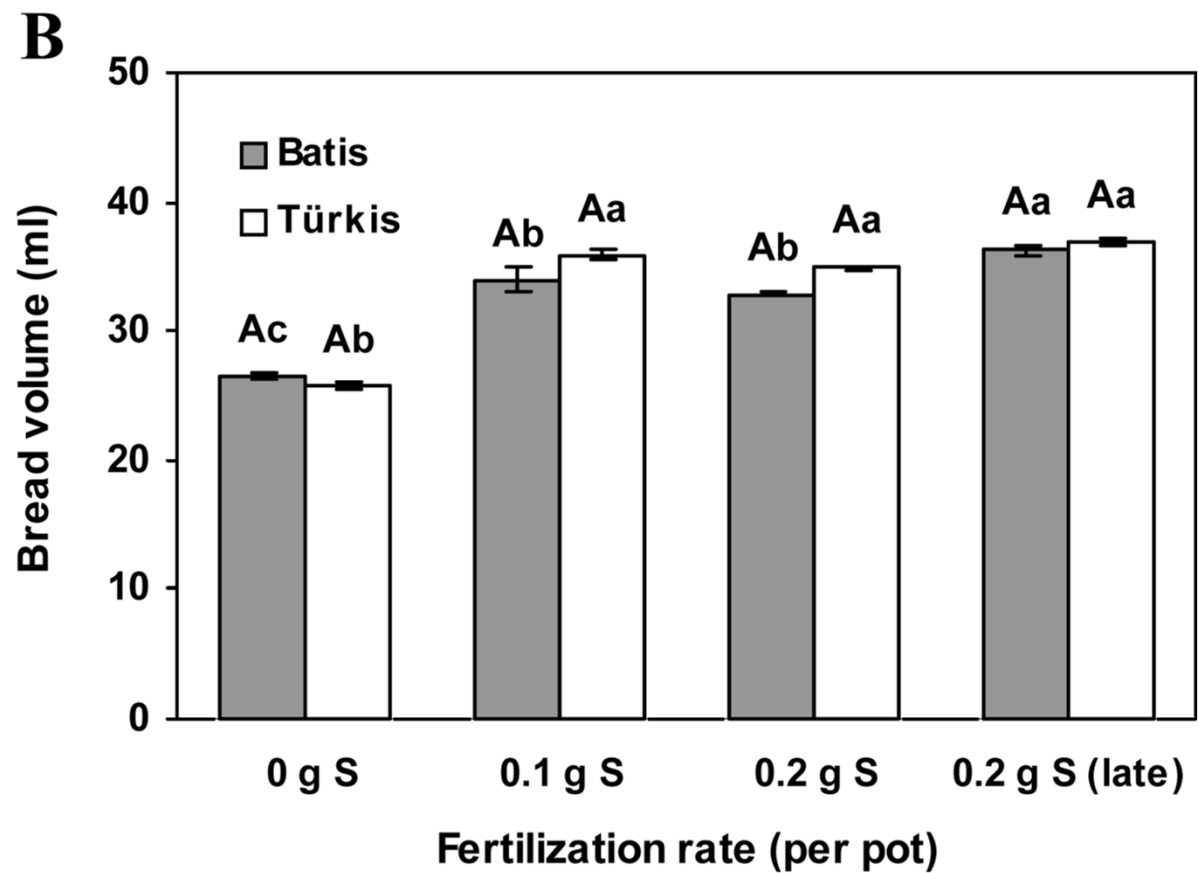 B
Bread volume (ml)
50
40
30
20
10
0
Batis
Türkis
Ac
Ab
Ab
Aa
Ab
Aa
Aa
Aa
0 g S
0.1 g S
0.2 g S
0.2 g S (late)
Fertilization rate (per pot)